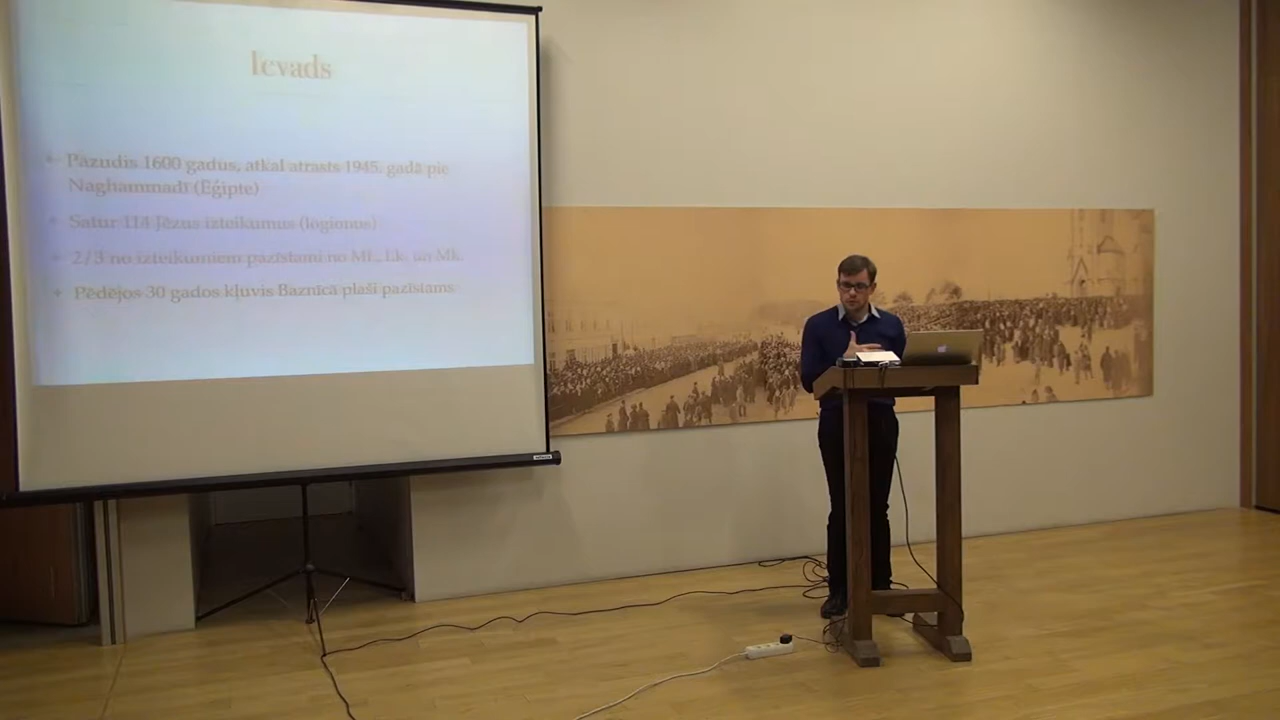 Ievads
Pazudis 1600 gadus, atkal atrasts 1945. gadā pie
Naghammadi (Ēģipte)
Satur 114 Jēzus izteikumus (logionus)
2/3 no izteikumiem pazīstami no Mt., Lk. un Mk.
Pēdējos 30 gados kļuvis Baznīcā plaši pazīstams